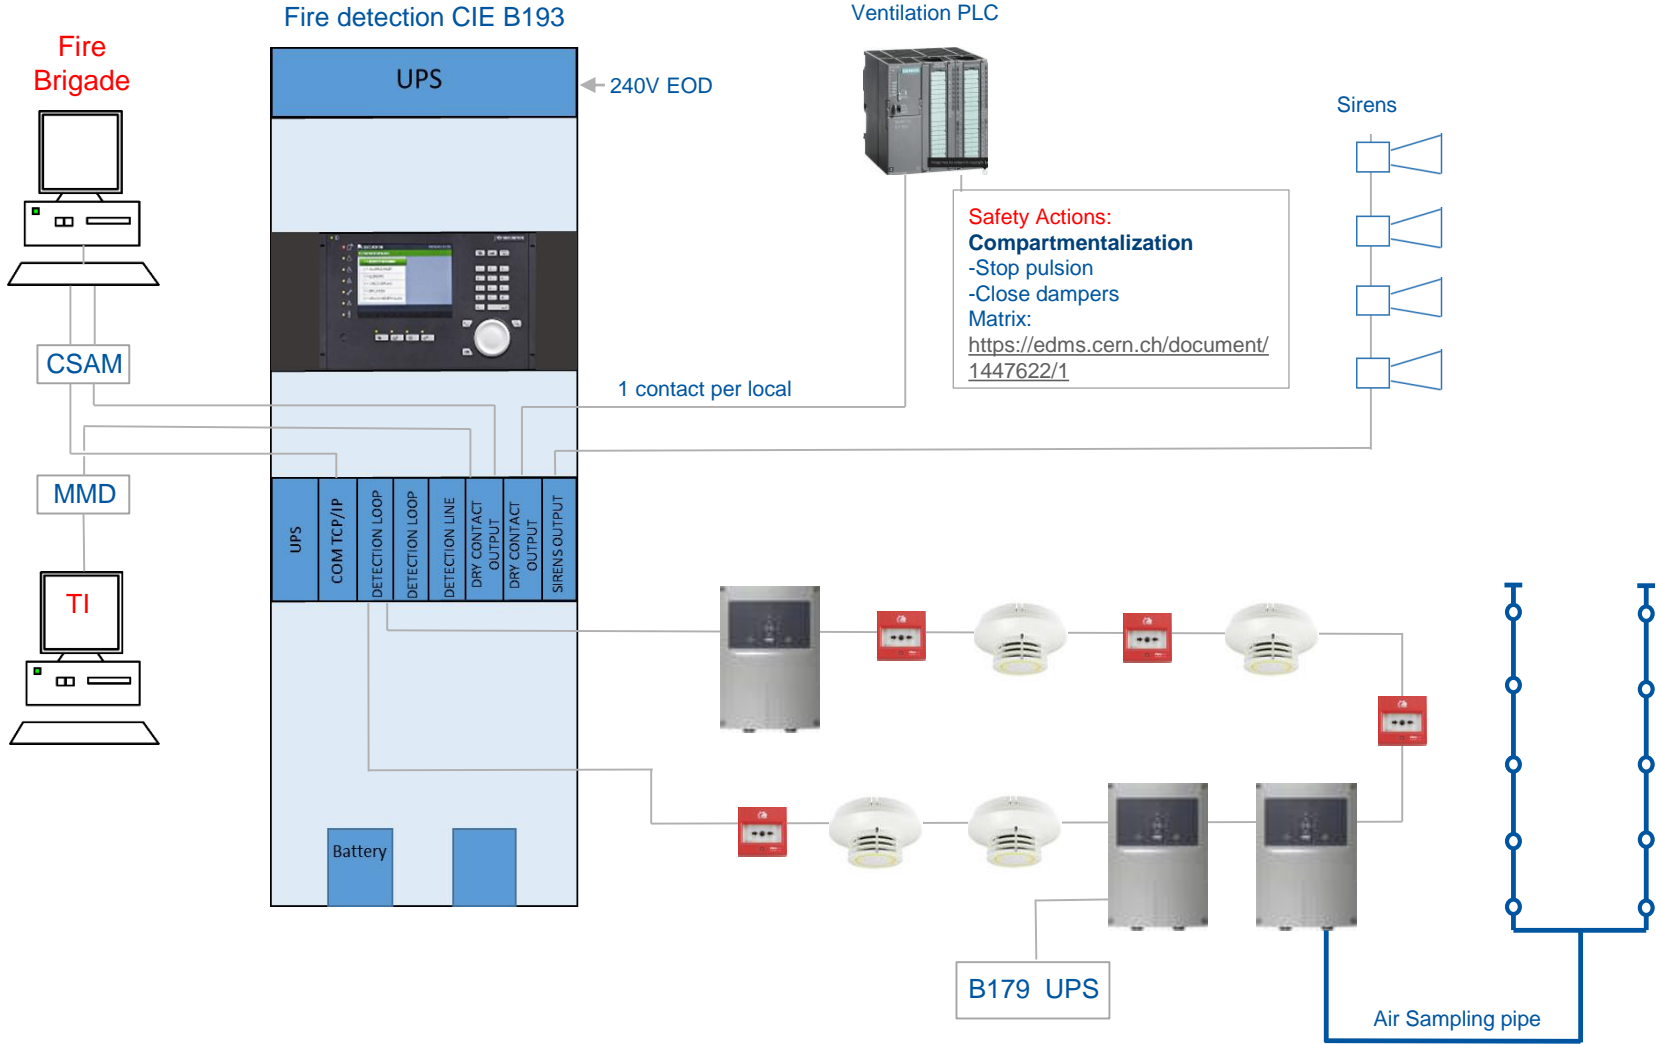 Fire detection CIE B193
Ventilation PLC
Fire
Brigade
UPS
240V EOD
Sirens
Safety Actions:
Compartmentalization
-Stop pulsion
-Close dampers
Matrix:
https://edms.cern.ch/document/
1447622/1
CSAM
1 contact per local
MMD
UPS
COM TCP/IP
DETECTION LOOP
DETECTION LOOP
DETECTION LINE
DRY CONTACT
OUTPUT
DRY CONTACT
OUTPUT
SIRENS OUTPUT
TI
Battery
B179 UPS
Air Sampling pipe